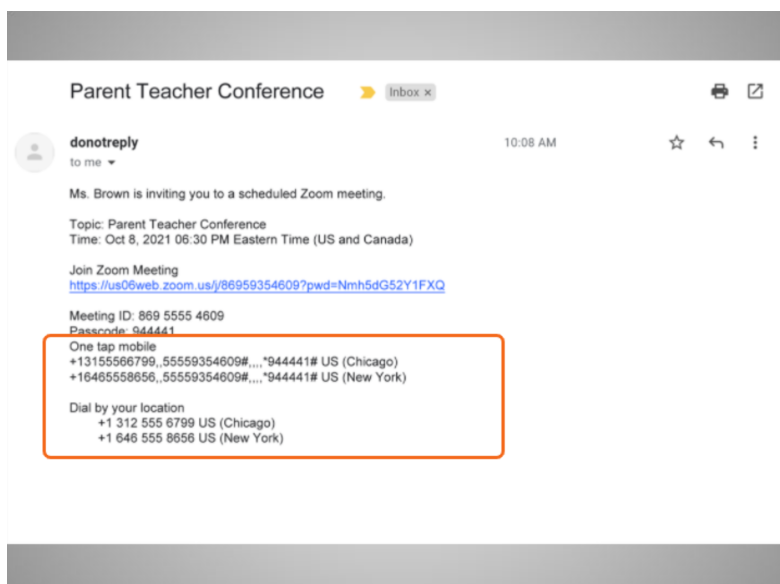 Parent Teacher Conference Inbox ×
donotreply 10:08 AM
to me
Ms. Brown is inviting you to a scheduled Zoom meeting.
Topic: Parent Teacher Conference
Time: Oct 8, 2021 06:30 PM Eastern Time (US and Canada)
Join Zoom Meeting
https://us06web.zoom.us/j/86959354609?pwd=Nmh5dG52Y1FXQ
Meeting ID: 869 5555 4609
Passcode: 944441
One tap mobile
+13155566799,,55559354609#,,,,*944441# US (Chicago)
+16465558656,,55559354609#,,,,*944441# US (New York)
Dial by your location
+1 312 555 6799 US (Chicago)
+1 646 555 8656 US (New York)